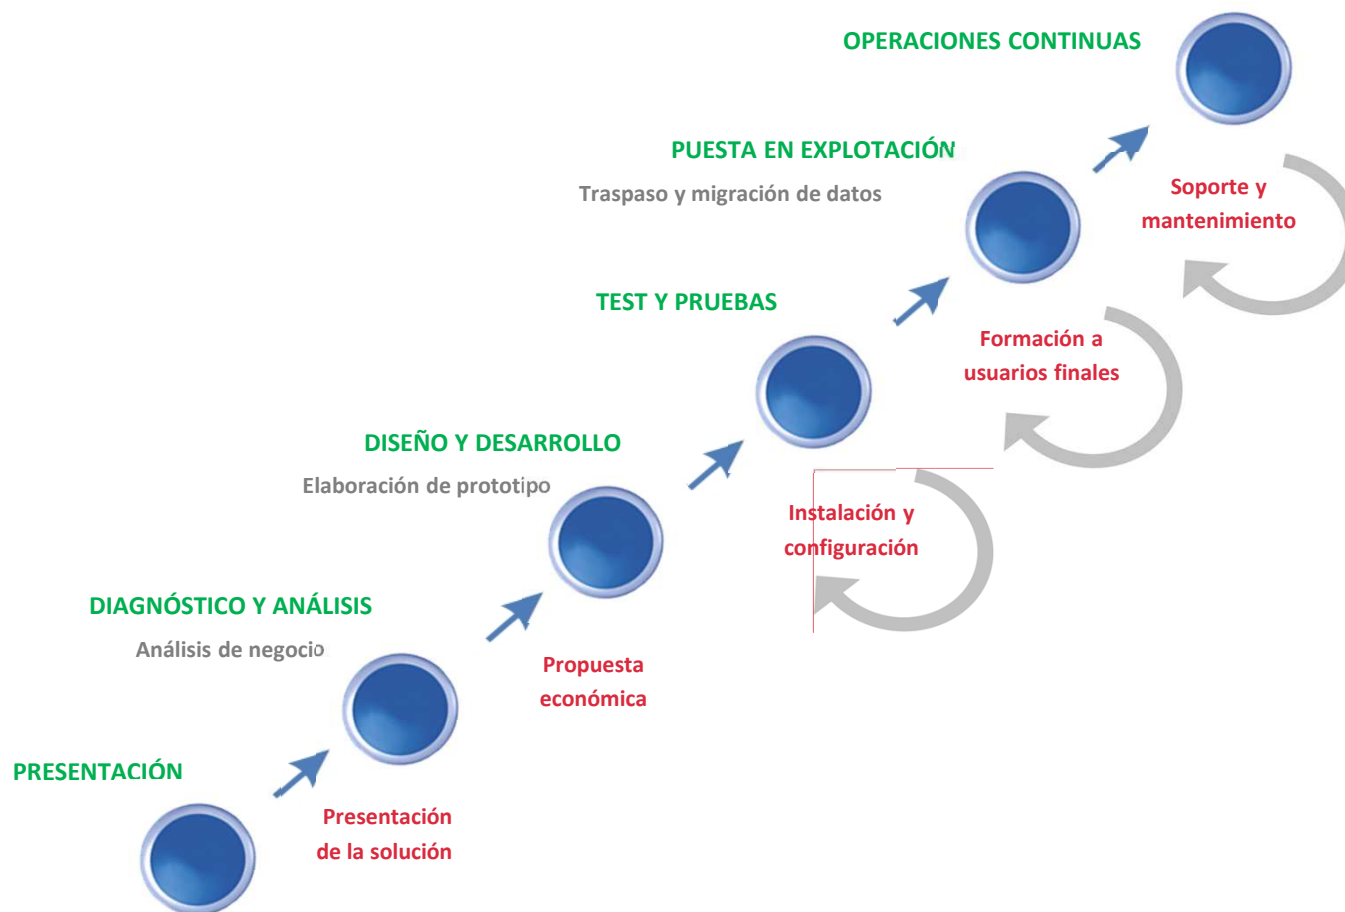 OPERACIONES CONTINUAS
PUESTA EN EXPLOTACIÓN
Traspaso y migración de datos
Soporte y
mantenimiento
TEST Y PRUEBAS
Formación a
usuarios finales
DISEÑO Y DESARROLLO
Elaboración de prototipo
Instalación y
configuración
DIAGNÓSTICO Y ANÁLISIS
Análisis de negocio
Propuesta
económica
PRESENTACIÓN
Presentación
de la solución